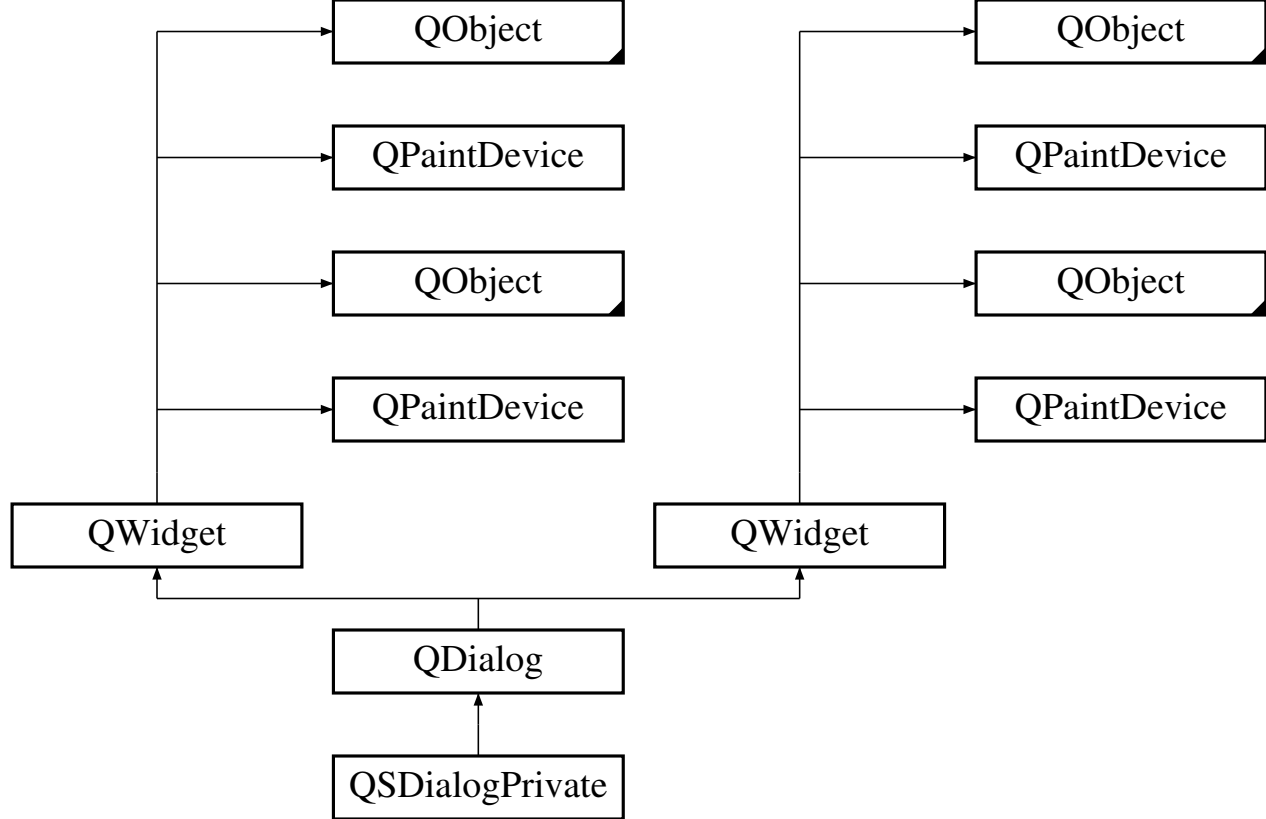 QObject
QObject
QPaintDevice
QPaintDevice
QObject
QObject
QPaintDevice
QPaintDevice
QWidget
QWidget
QDialog
QSDialogPrivate